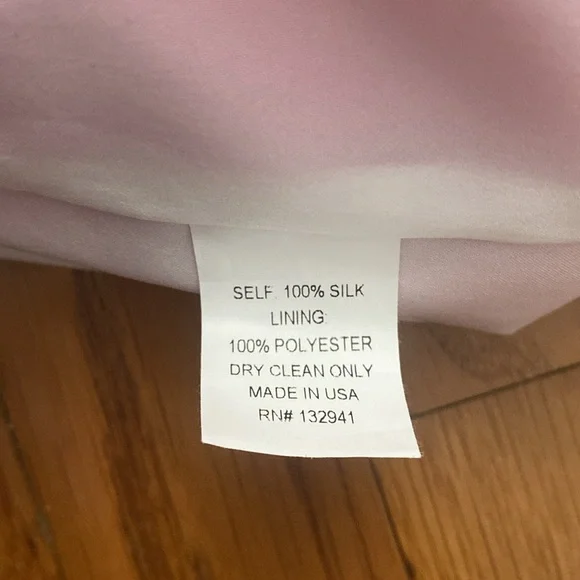 SELF: 100% SILK
LINING:
100% POLYESTER
DRY CLEAN ONLY
MADE IN USA
RN# 132941